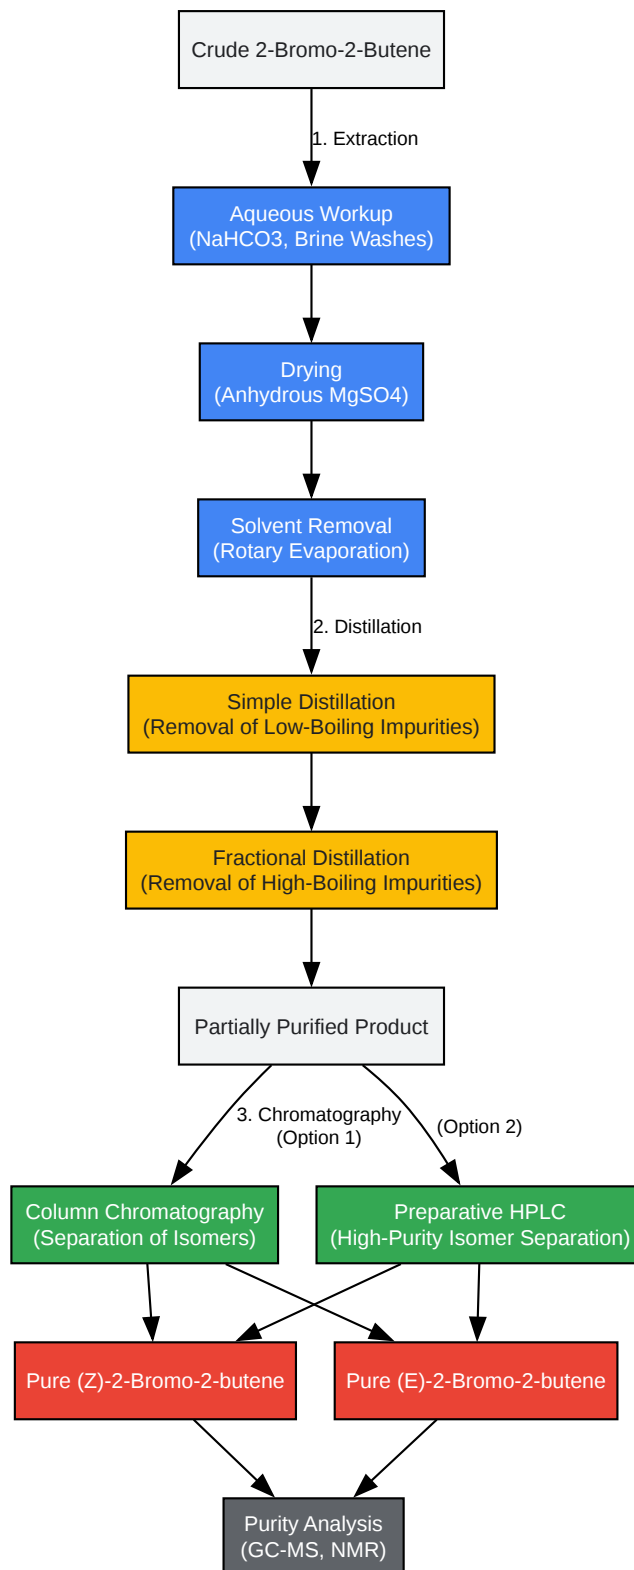 Crude 2-Bromo-2-Butene
1. Extraction
Aqueous Workup
(NaHCO3, Brine Washes)
Drying
(Anhydrous MgSO4)
Solvent Removal
(Rotary Evaporation)
2. Distillation
Simple Distillation
(Removal of Low-Boiling Impurities)
Fractional Distillation
(Removal of High-Boiling Impurities)
Partially Purified Product
3. Chromatography
(Option 1)
(Option 2)
Column Chromatography
(Separation of Isomers)
Preparative HPLC
(High-Purity Isomer Separation)
Pure (Z)-2-Bromo-2-butene
Pure (E)-2-Bromo-2-butene
Purity Analysis
(GC-MS, NMR)